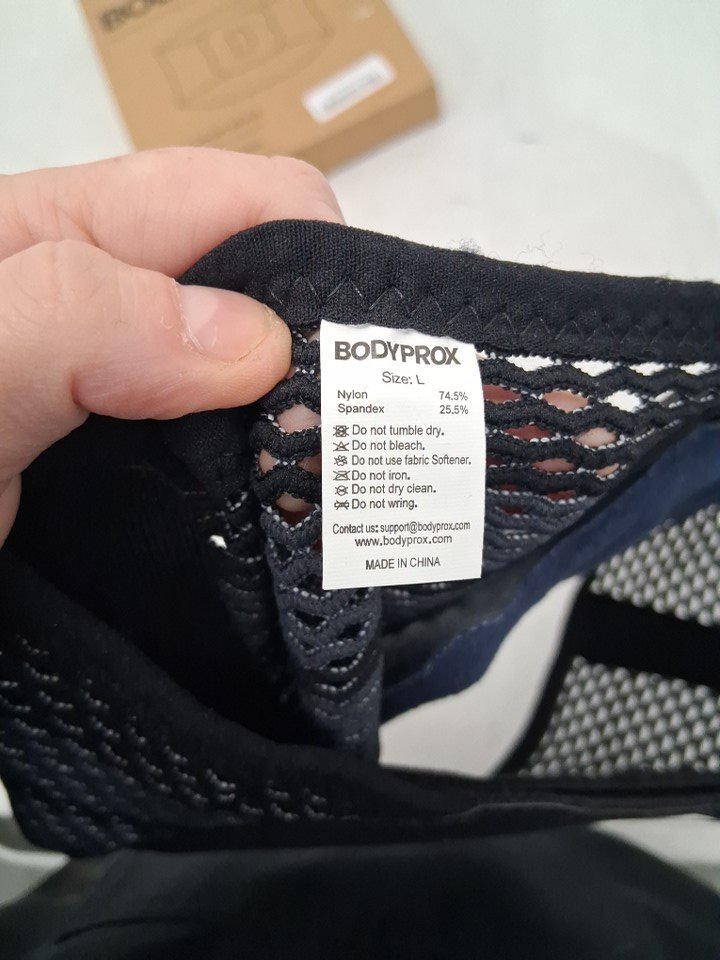 BODYPROX
Size: L
Nylon 74.5%
Spandex 25.5%
Do not tumble dry.
Do not bleach.
Do not use fabric Softener.
Do not iron.
Do not dry clean.
Do not wring.
Contact us: support@bodyprox.com
www.bodyprox.com
MADE IN CHINA